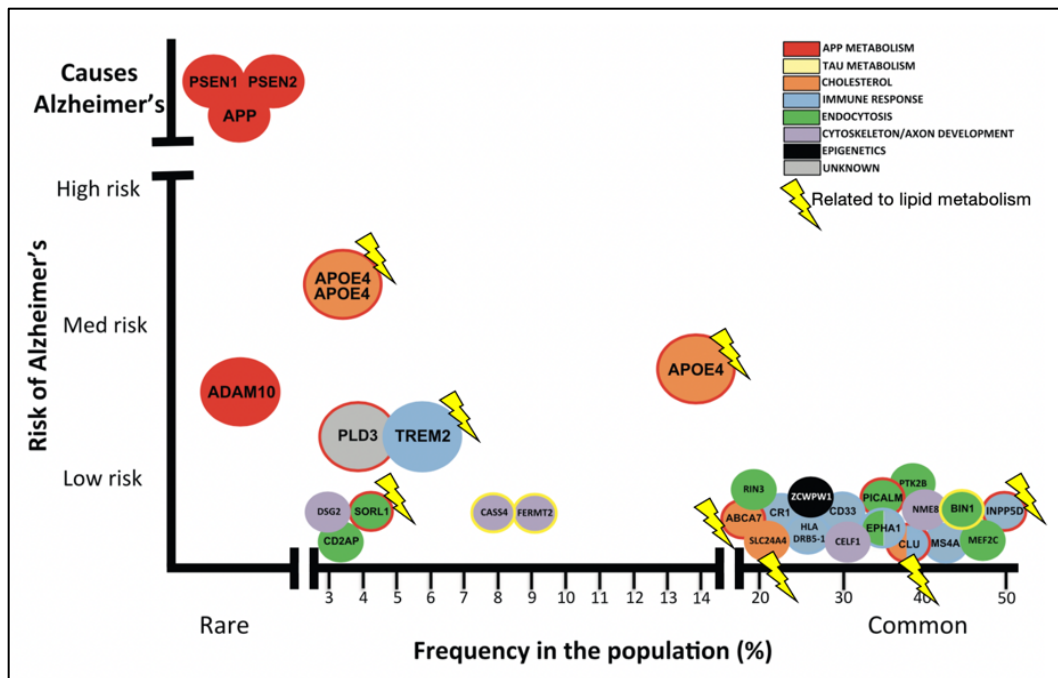 Causes
Alzheimer's
High risk
Med risk
Low risk
Risk of Alzheimer's
PSEN1
PSEN2
APP
APP METABOLISM
TAU METABOLISM
CHOLESTEROL
IMMUNE RESPONSE
ENDOCYTOSIS
CYTOSKELETON/AXON DEVELOPMENT
EPIGENETICS
UNKNOWN
Related to lipid metabolism
APOE4
APOE4
APOE4
ADAM10
PLD3
TREM2
DSG2
SORL1
CD2AP
CASS4
FERMT2
RIN3
ABCA7
SLC24A4
CR1
ZCWPW1
HLA
DRB5-1
CD33
CELF1
PICALM
PTK2B
EPHA1
CLU
NME8
MS4A
BIN1
MEF2C
INPP5D
3 4 5 6 7 8 9 10 11 12 13 14 20 30 40 50
Rare
Common
Frequency in the population (%)